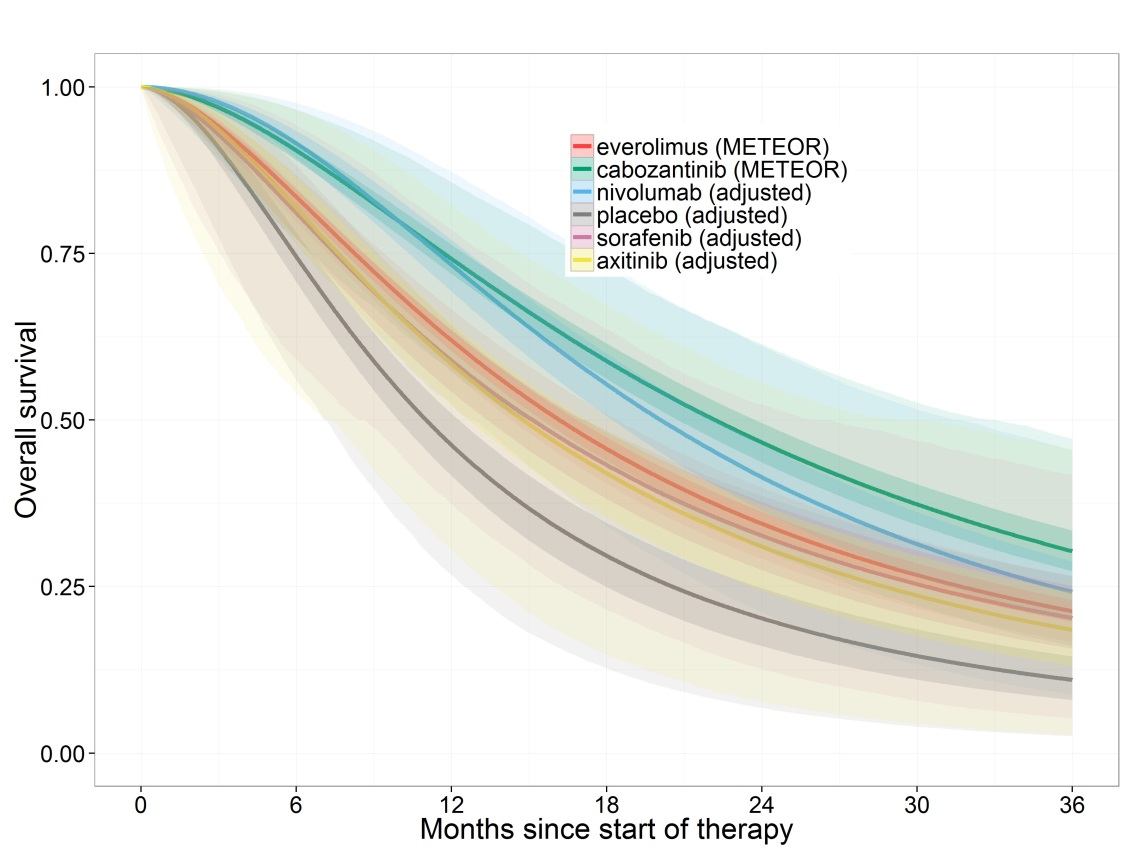 1.00
0.75
0.50
0.25
0.00
Overall survival
everolimus (METEOR)
cabozantinib (METEOR)
nivolumab (adjusted)
placebo (adjusted)
sorafenib (adjusted)
axitinib (adjusted)
0 6 12 18 24 30 36
Months since start of therapy